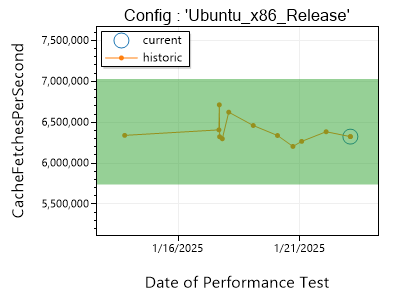 Config : 'Ubuntu_x86_Release'
7,500,000
7,000,000
6,500,000
6,000,000
5,500,000
current
historic
CacheFetchesPerSecond
1/16/2025
1/21/2025
Date of Performance Test